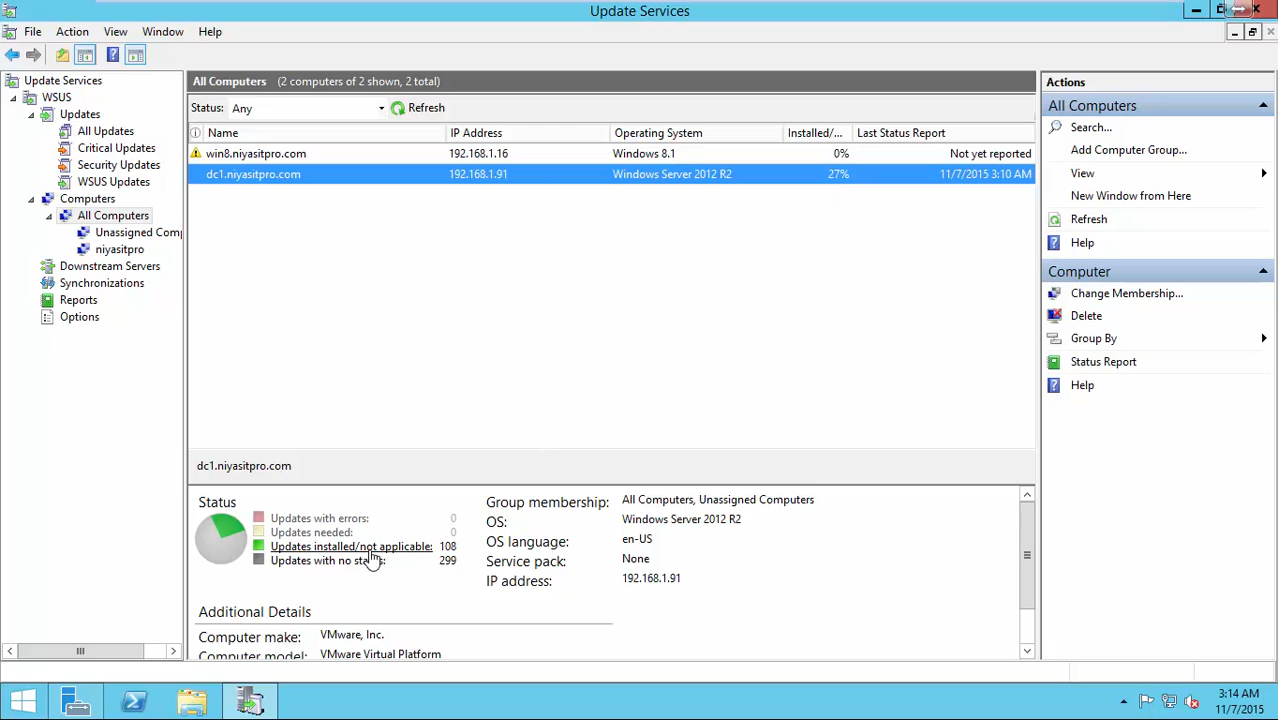 Update Services
File Action View Window Help
Update Services
WSUS
Updates
All Updates
Critical Updates
Security Updates
WSUS Updates
Computers
All Computers
Unassigned Comp
niyasitpro
Downstream Servers
Synchronizations
Reports
Options
All Computers (2 computers of 2 shown, 2 total)
Status: Any Refresh
Name IP Address Operating System Installed/... Last Status Report
win8.niyasitpro.com 192.168.1.16 Windows 8.1 0% Not yet reported
dc1.niyasitpro.com 192.168.1.91 Windows Server 2012 R2 27% 11/7/2015 3:10 AM
dc1.niyasitpro.com
Status
Updates with errors: 0
Updates needed: 0
Updates installed/not applicable: 108
Updates with no status: 299
Group membership: All Computers, Unassigned Computers
OS: Windows Server 2012 R2
OS language: en-US
Service pack: None
IP address: 192.168.1.91
Additional Details
Computer make: VMware, Inc.
Computer model: VMware Virtual Platform
Actions
All Computers
Search...
Add Computer Group...
View
New Window from Here
Refresh
Help
Computer
Change Membership...
Delete
Group By
Status Report
Help
3:14 AM
11/7/2015